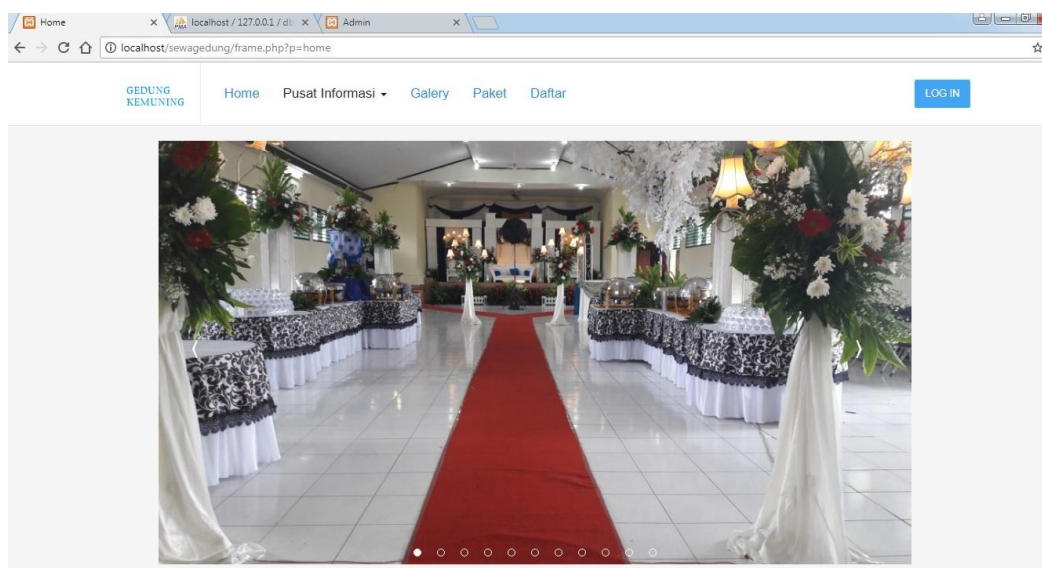 Home
localhost / 127.0.0.1 / db
Admin
localhost/sewagedung/frame.php?p=home
GEDUNG
KEMUNING
Home
Pusat Informasi
Galery
Paket
Daftar
LOG IN